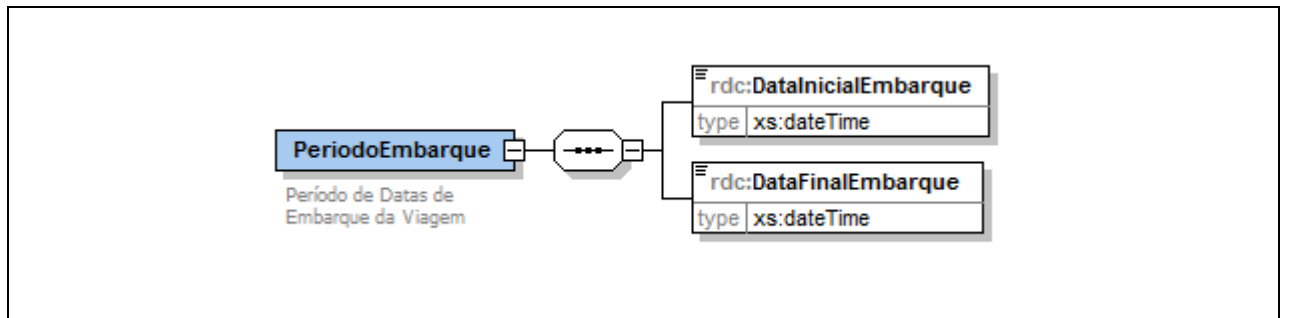 rdc:DataInicialEmbarque
type xs:dateTime
PeriodoEmbarque
Período de Datas de
Embarque da Viagem
rdc:DataFinalEmbarque
type xs:dateTime